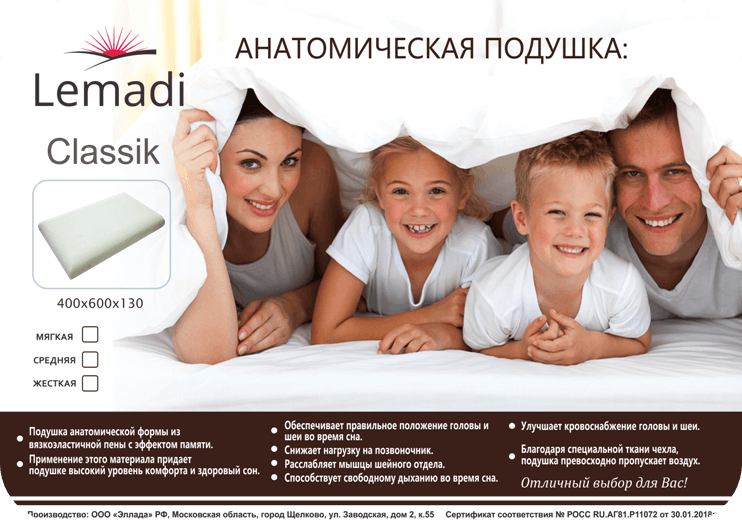 АНАТОМИЧЕСКАЯ ПОДУШКА:
Lemadi
Classik
400х600х130
МЯГКАЯ
СРЕДНЯЯ
ЖЕСТКАЯ
Подушка анатомической формы из
вязкоэластичной пены с эффектом памяти.
Применение этого материала придает
подушке высокий уровень комфорта и здоровый сон.
Обеспечивает правильное положение головы и
шеи во время сна.
Снижает нагрузку на позвоночник.
Расслабляет мышцы шейного отдела.
Способствует свободному дыханию во время сна.
Улучшает кровоснабжение головы и шеи.
Благодаря специальной ткани чехла,
подушка превосходно пропускает воздух.
Отличный выбор для Вас!
Производство: ООО «Эллада» РФ, Московская область, город Щелково, ул. Заводская, дом 2, к.55 Сертификат соответствия № РОСС RU.АГ81.Р11072 от 30.01.2018г